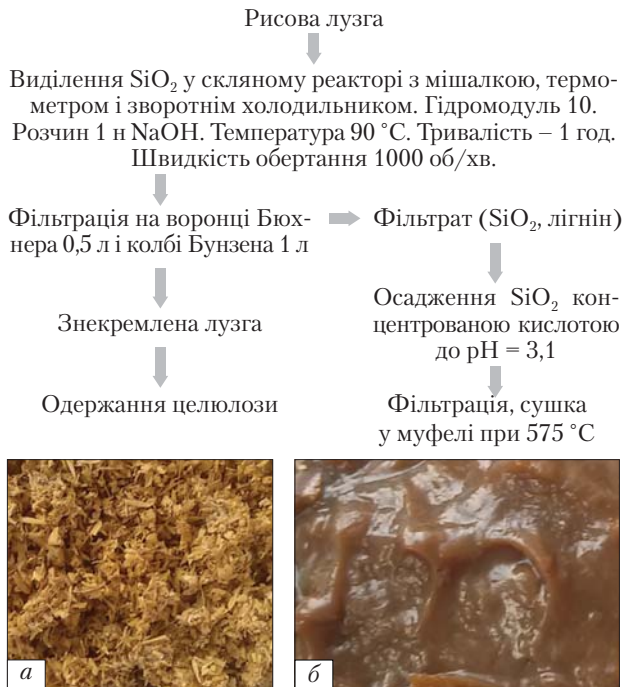 Рисова лузга
Виділення SiO₂ у скляному реакторі з мішалкою, термо-
метром і зворотнім холодильником. Гідромодуль 10.
Розчин 1 н NaOH. Температура 90 °С. Тривалість – 1 год.
Швидкість обертання 1000 об/хв.
Фільтрація на воронці Бюх-
нера 0,5 л і колбі Бунзена 1 л
Фільтрат (SiO₂, лігнін)
Знекремлена лузга
Осадження SiO₂ кон-
центрованою кислотою
до рН = 3,1
Одержання целюлози
Фільтрація, сушка
у муфелі при 575 °С
а
б